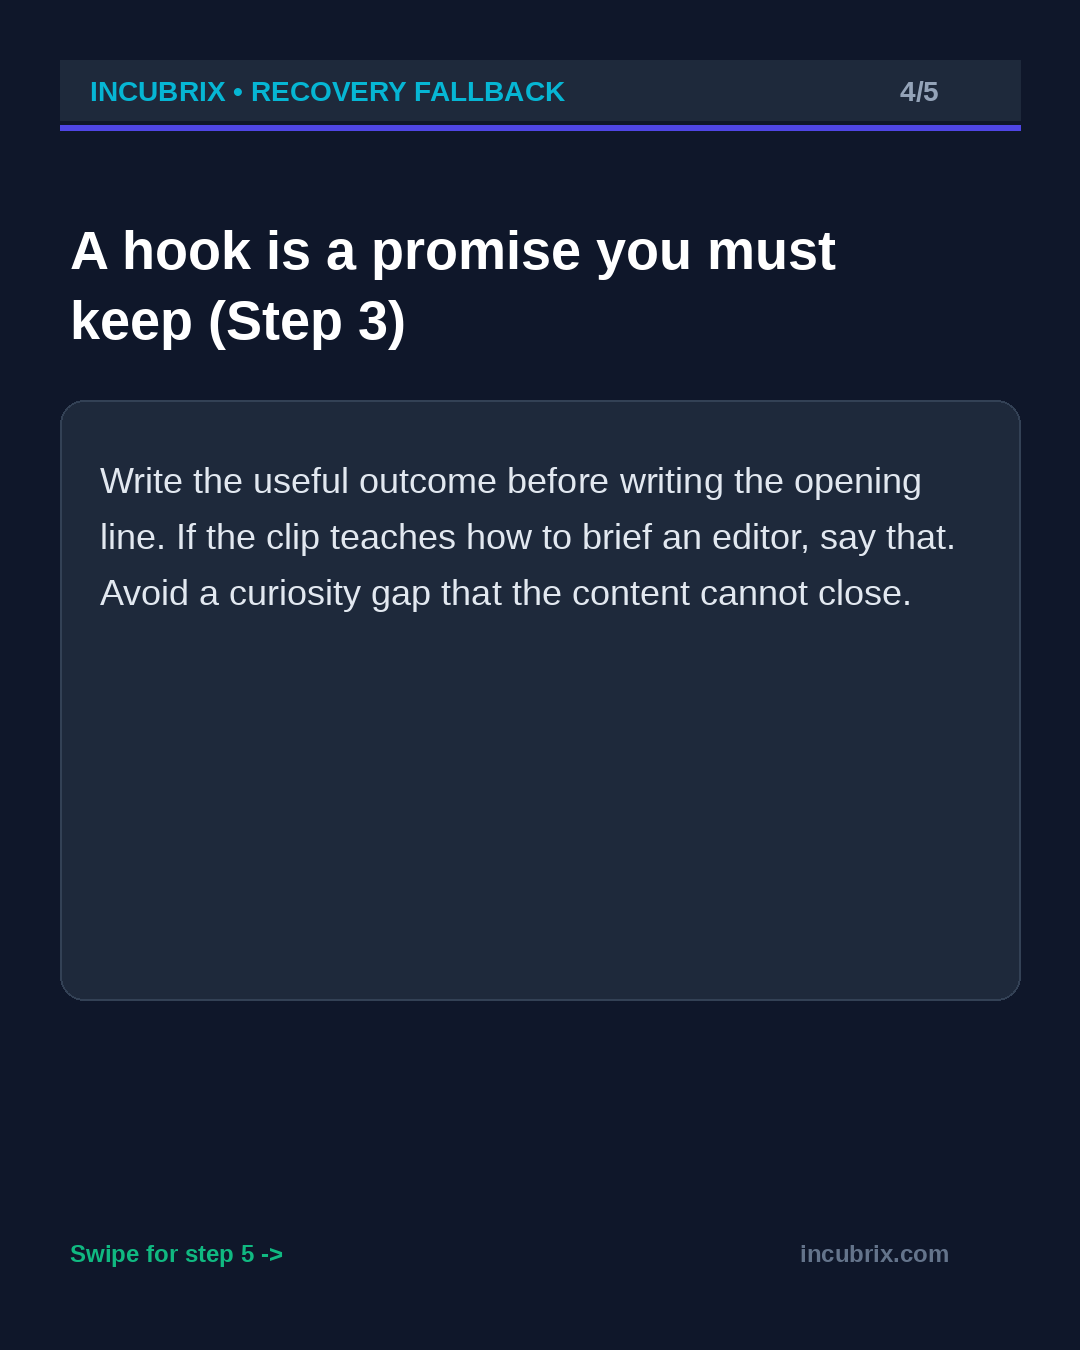 INCUBRIX • RECOVERY FALLBACK
4/5
A hook is a promise you must
keep (Step 3)
Write the useful outcome before writing the opening
line. If the clip teaches how to brief an editor, say that.
Avoid a curiosity gap that the content cannot close.
Swipe for step 5 ->
incubrix.com